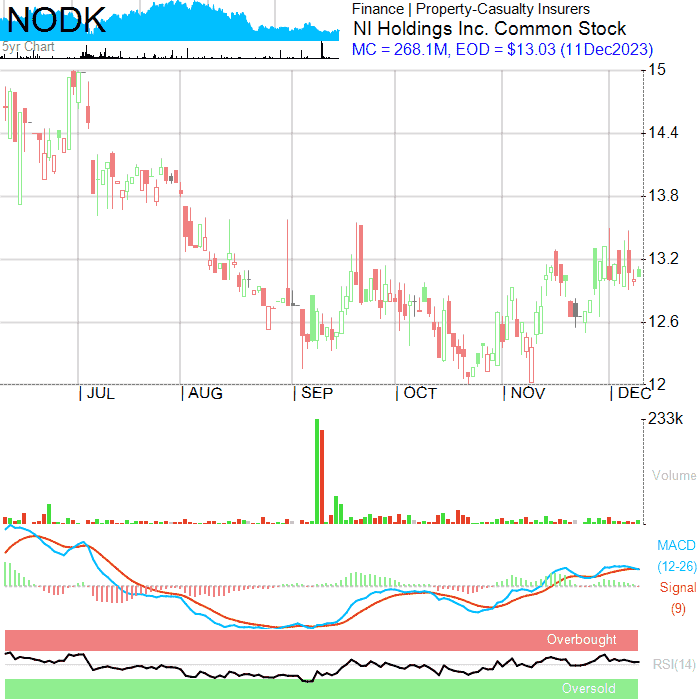 NODK
5yr Chart
Finance | Property-Casualty Insurers
NI Holdings Inc. Common Stock
MC = 268.1M, EOD = $13.03 (11Dec2023)
15
14.4
13.8
13.2
12.6
12
JUL AUG SEP OCT NOV DEC
233k
Volume
MACD
(12-26)
Signal
(9)
Overbought
RSI(14)
Oversold